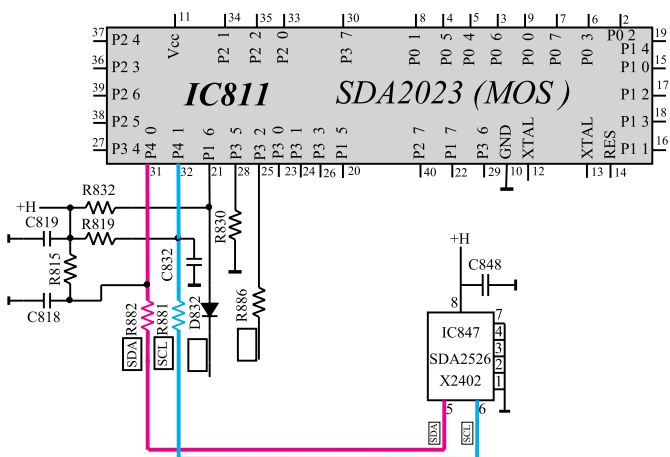 11 34 35 33 30 8 4 5 3 9 7 6 2
37 P2 4 Vcc P2 1 P2 2 P2 0 P3 7 P0 1 P0 5 P0 4 P0 6 P0 0 P0 7 P0 3 P0 2 19
P1 4
36 P2 3 P1 0 15
39 P2 6 IC811 SDA2023 (MOS) P1 2 17
38 P2 5 P1 3 18
27 P3 4 P4 0 P4 1 P1 6 P3 5 P3 2 P3 0 P3 1 P3 3 P1 5 P2 7 P1 7 P3 6 GND XTAL XTAL RES P1 1 16
31 32 21 28 25 23 24 26 20 40 22 29 10 12 13 14
R832
+H
C819 R819 R830
+H
R815 C832 C848
C818 R882 R881 D832 R886
8 7
IC847 4
SDA SCL SDA2526 3
2
X2402 1
5 6
SDA SCL